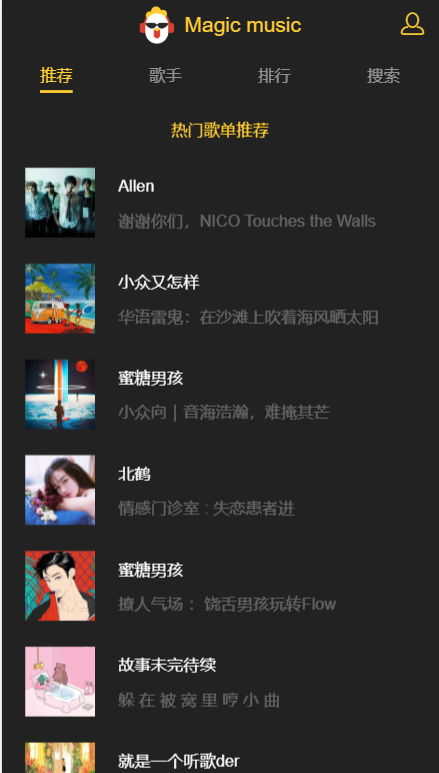 Magic music
推荐
歌手
排行
搜索
热门歌单推荐
Allen
谢谢你们，NICO Touches the Walls
小众又怎样
华语雷鬼：在沙滩上吹着海风晒太阳
蜜糖男孩
小众向｜音海浩瀚，难掩其芒
北鹤
情感门诊室 : 失恋患者进
蜜糖男孩
撩人气场 ：饶舌男孩玩转Flow
故事未完待续
躲 在 被 窝 里 哼 小 曲
就是一个听歌der